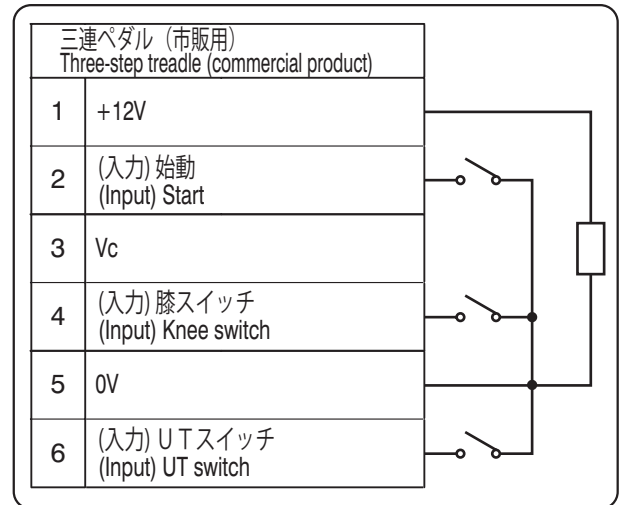 三連ペダル（市販用）
Three-step treadle (commercial product)
1 +12V
2 (入力) 始動
(Input) Start
3 Vc
4 (入力) 膝スイッチ
(Input) Knee switch
5 0V
6 (入力) ＵＴスイッチ
(Input) UT switch